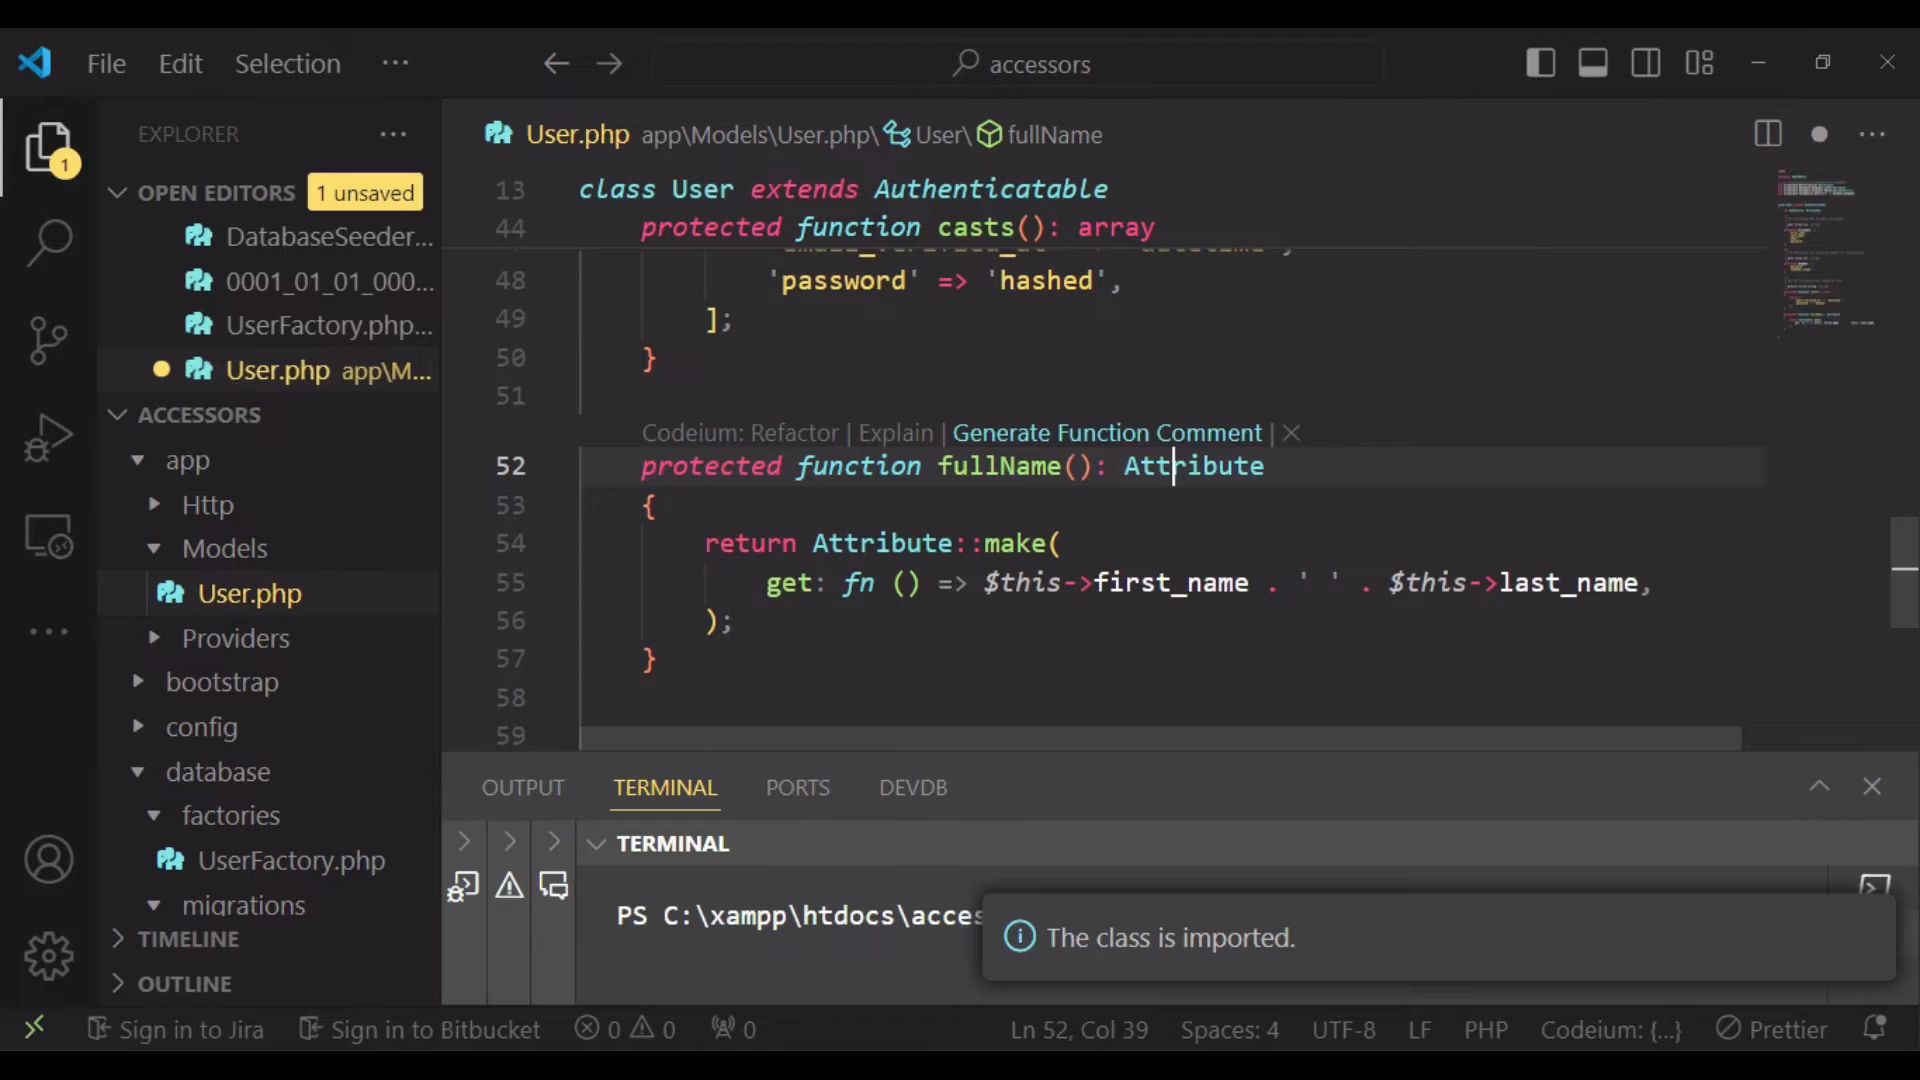 File Edit Selection ···
accessors
EXPLORER ···
OPEN EDITORS 1 unsaved
DatabaseSeeder...
0001_01_01_000...
UserFactory.php...
User.php app\M...
ACCESSORS
app
Http
Models
User.php
Providers
bootstrap
config
database
factories
UserFactory.php
migrations
TIMELINE
OUTLINE
1
User.php app\Models\User.php\ User\ fullName
13 class User extends Authenticatable
44 protected function casts(): array
48 'password' => 'hashed',
49 ];
50 }
51
Codeium: Refactor | Explain | Generate Function Comment | ×
52 protected function fullName(): Attribute
53 {
54 return Attribute::make(
55 get: fn () => $this->first_name . ' ' . $this->last_name,
56 );
57 }
58
59
OUTPUT TERMINAL PORTS DEVDB
TERMINAL
PS C:\xampp\htdocs\acces
The class is imported.
Sign in to Jira Sign in to Bitbucket 0 0 0 Ln 52, Col 39 Spaces: 4 UTF-8 LF PHP Codeium: {...} Prettier